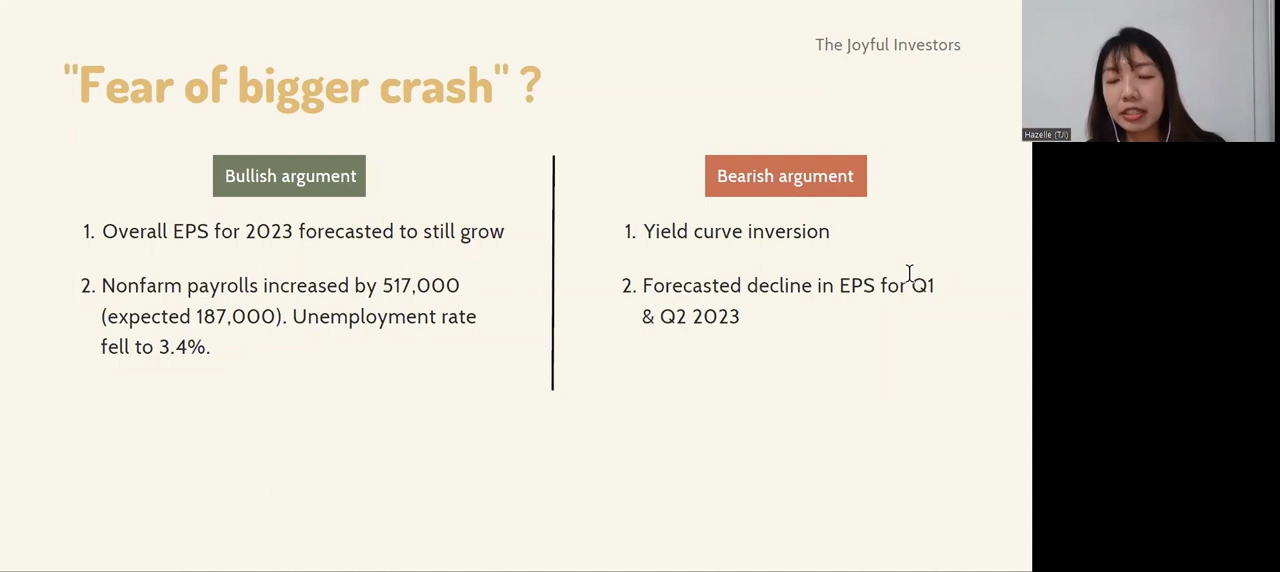 The Joyful Investors
"Fear of bigger crash" ?
Hazelle (TJI)
Bullish argument
1. Overall EPS for 2023 forecasted to still grow
2. Nonfarm payrolls increased by 517,000
(expected 187,000). Unemployment rate
fell to 3.4%.
Bearish argument
1. Yield curve inversion
2. Forecasted decline in EPS for Q1
& Q2 2023